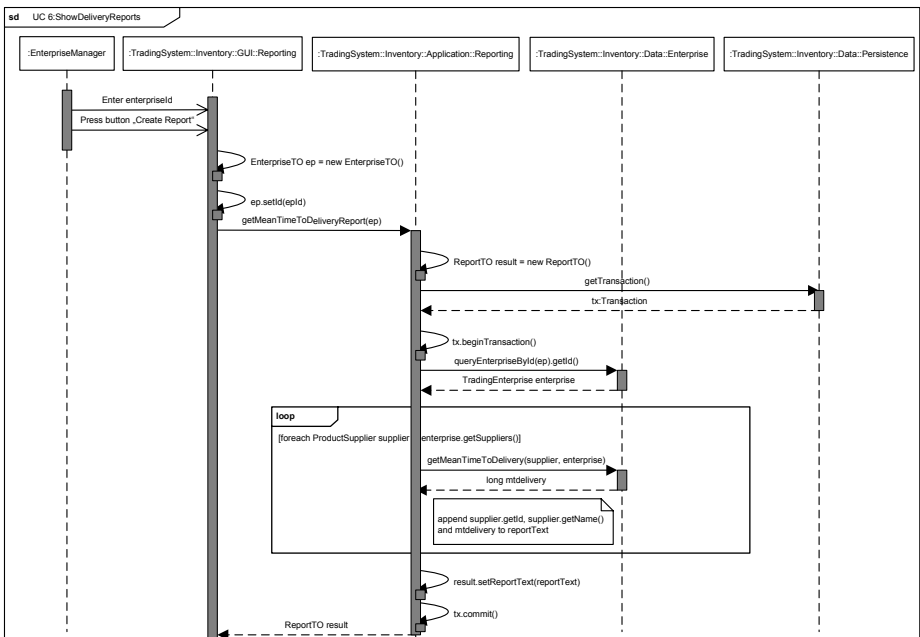 sd UC 6:ShowDeliveryReports
:EnterpriseManager
:TradingSystem::Inventory::GUI::Reporting
:TradingSystem::Inventory::Application::Reporting
:TradingSystem::Inventory::Data::Enterprise
:TradingSystem::Inventory::Data::Persistence
Enter enterpriseId
Press button „Create Report“
EnterpriseTO ep = new EnterpriseTO()
ep.setId(epId)
getMeanTimeToDeliveryReport(ep)
ReportTO result = new ReportTO()
getTransaction()
tx:Transaction
tx.beginTransaction()
queryEnterpriseById(ep).getId()
TradingEnterprise enterprise
loop
[foreach ProductSupplier supplier enterprise.getSuppliers()]
getMeanTimeToDelivery(supplier, enterprise)
long mtdelivery
append supplier.getId, supplier.getName()
and mtdelivery to reportText
result.setReportText(reportText)
tx.commit()
ReportTO result